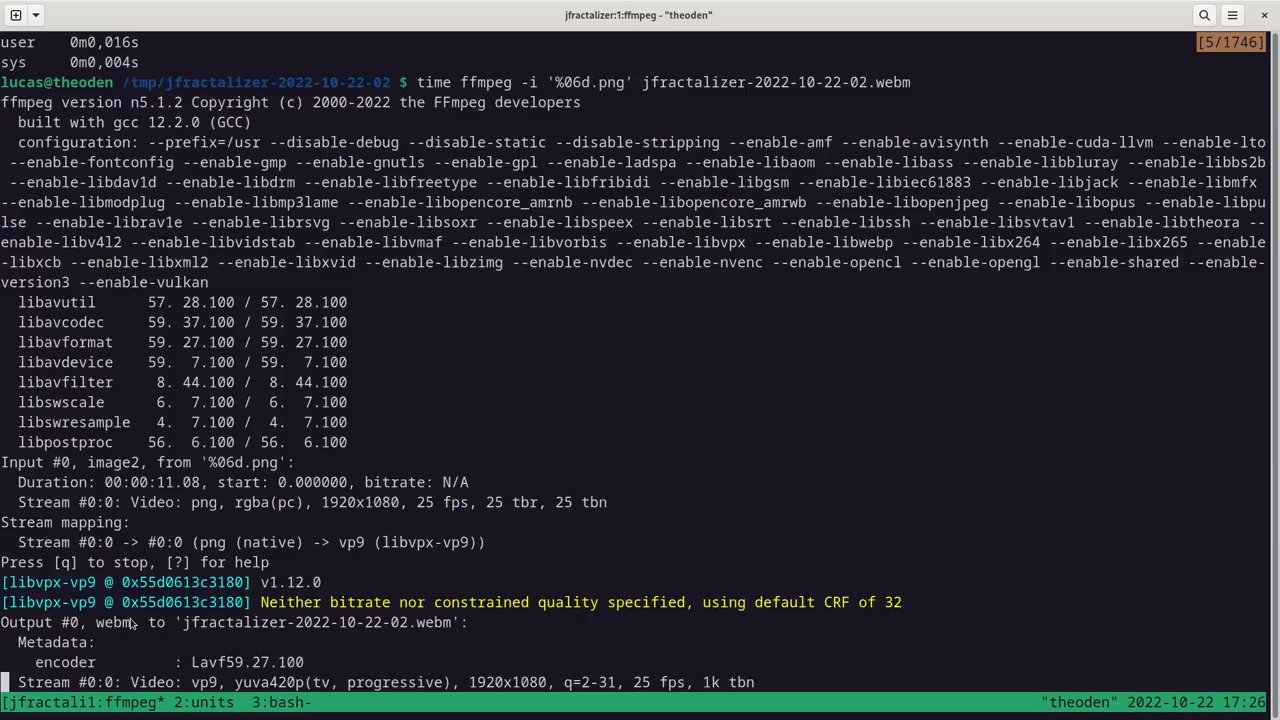 jfractalizer:1:ffmpeg - "theoden"
user    0m0,016s
[5/1746]
sys     0m0,004s
lucas@theoden /tmp/jfractalizer-2022-10-22-02 $ time ffmpeg -i '%06d.png' jfractalizer-2022-10-22-02.webm
ffmpeg version n5.1.2 Copyright (c) 2000-2022 the FFmpeg developers
  built with gcc 12.2.0 (GCC)
  configuration: --prefix=/usr --disable-debug --disable-static --disable-stripping --enable-amf --enable-avisynth --enable-cuda-llvm --enable-lto
 --enable-fontconfig --enable-gmp --enable-gnutls --enable-gpl --enable-ladspa --enable-libaom --enable-libass --enable-libbluray --enable-libbs2b
 --enable-libdav1d --enable-libdrm --enable-libfreetype --enable-libfribidi --enable-libgsm --enable-libiec61883 --enable-libjack --enable-libmfx
--enable-libmodplug --enable-libmp3lame --enable-libopencore_amrnb --enable-libopencore_amrwb --enable-libopenjpeg --enable-libopus --enable-libpu
lse --enable-librav1e --enable-librsvg --enable-libsoxr --enable-libspeex --enable-libsrt --enable-libssh --enable-libsvtav1 --enable-libtheora --
enable-libv4l2 --enable-libvidstab --enable-libvmaf --enable-libvorbis --enable-libvpx --enable-libwebp --enable-libx264 --enable-libx265 --enable
-libxcb --enable-libxml2 --enable-libxvid --enable-libzimg --enable-nvdec --enable-nvenc --enable-opencl --enable-opengl --enable-shared --enable-
version3 --enable-vulkan
  libavutil      57. 28.100 / 57. 28.100
  libavcodec     59. 37.100 / 59. 37.100
  libavformat    59. 27.100 / 59. 27.100
  libavdevice    59.  7.100 / 59.  7.100
  libavfilter     8. 44.100 /  8. 44.100
  libswscale      6.  7.100 /  6.  7.100
  libswresample   4.  7.100 /  4.  7.100
  libpostproc    56.  6.100 / 56.  6.100
Input #0, image2, from '%06d.png':
  Duration: 00:00:11.08, start: 0.000000, bitrate: N/A
  Stream #0:0: Video: png, rgba(pc), 1920x1080, 25 fps, 25 tbr, 25 tbn
Stream mapping:
  Stream #0:0 -> #0:0 (png (native) -> vp9 (libvpx-vp9))
Press [q] to stop, [?] for help
[libvpx-vp9 @ 0x55d0613c3180] v1.12.0
[libvpx-vp9 @ 0x55d0613c3180] Neither bitrate nor constrained quality specified, using default CRF of 32
Output #0, webm, to 'jfractalizer-2022-10-22-02.webm':
  Metadata:
    encoder         : Lavf59.27.100
  Stream #0:0: Video: vp9, yuva420p(tv, progressive), 1920x1080, q=2-31, 25 fps, 1k tbn
[jfractali1:ffmpeg* 2:units  3:bash-
"theoden" 2022-10-22 17:26